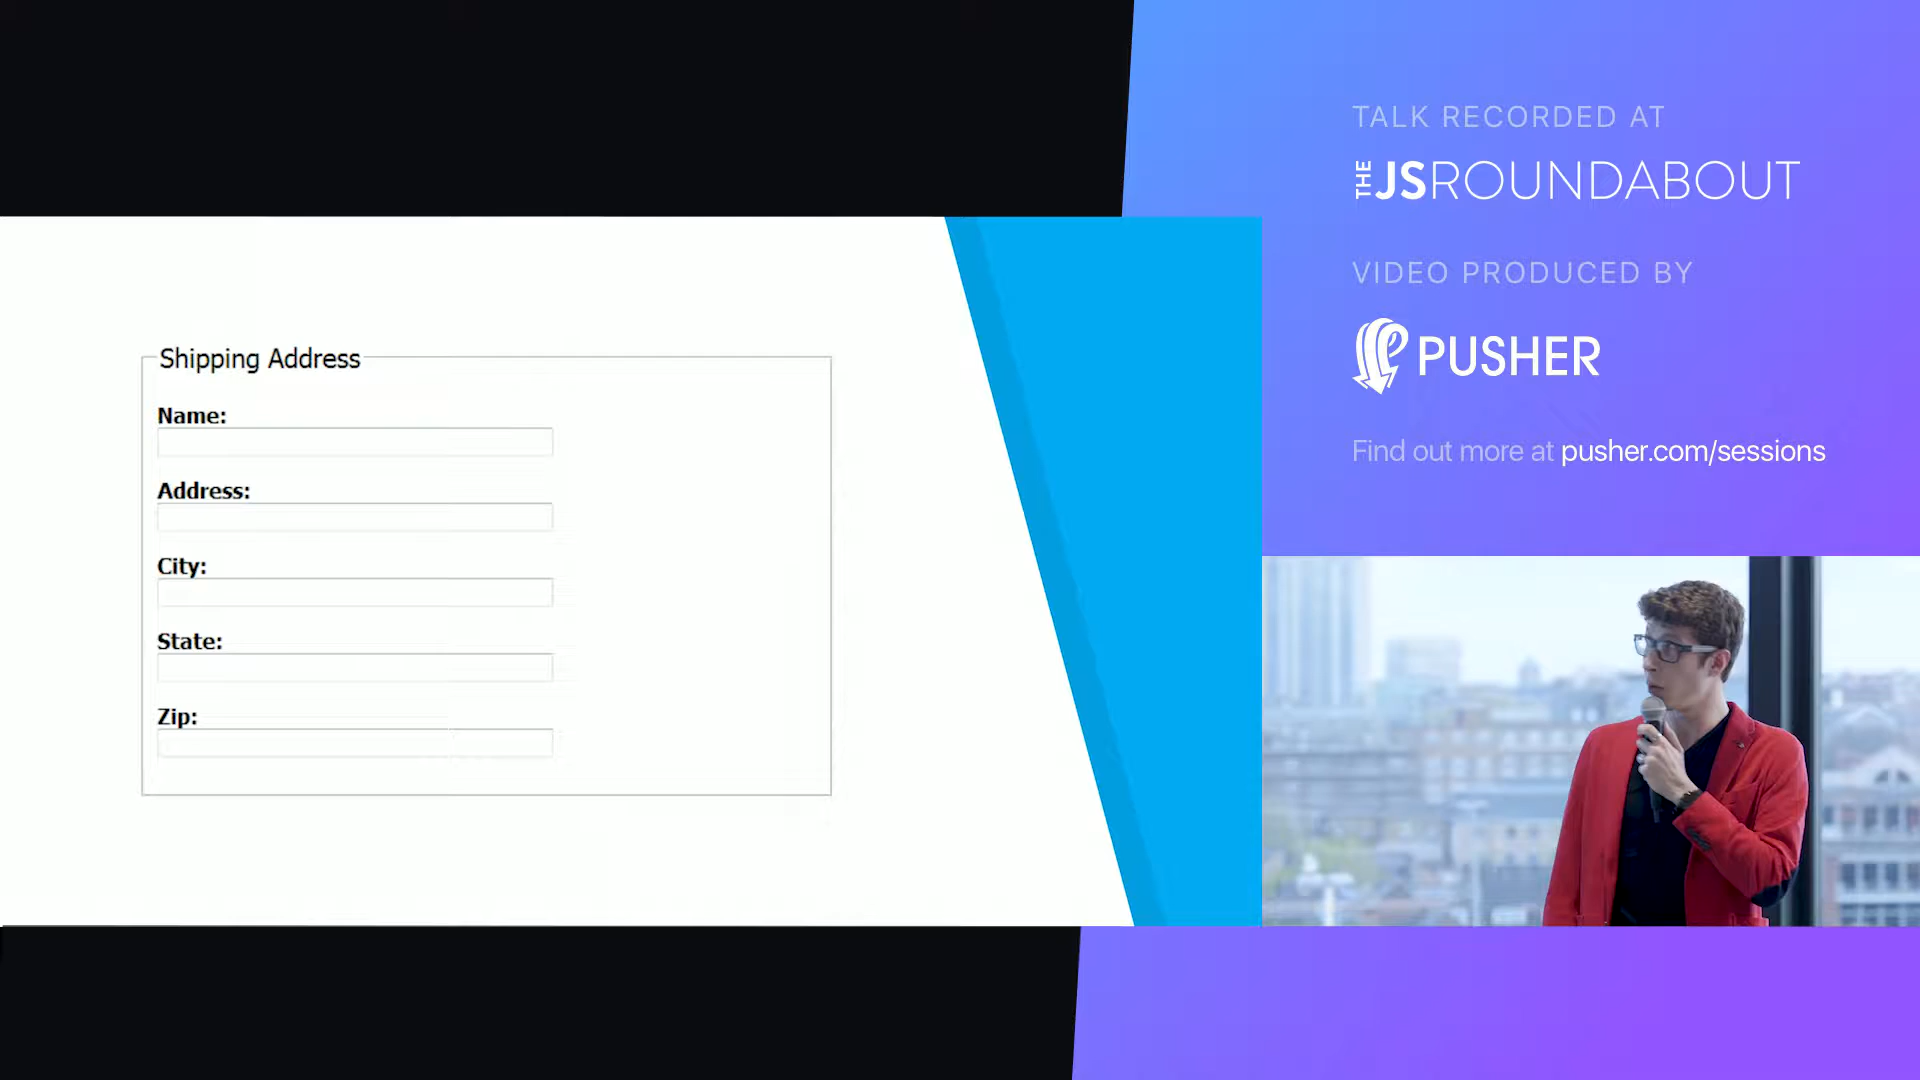 Shipping Address
Name:
Address:
City:
State:
Zip:
TALK RECORDED AT
THE JSROUNDABOUT
VIDEO PRODUCED BY
PUSHER
Find out more at pusher.com/sessions